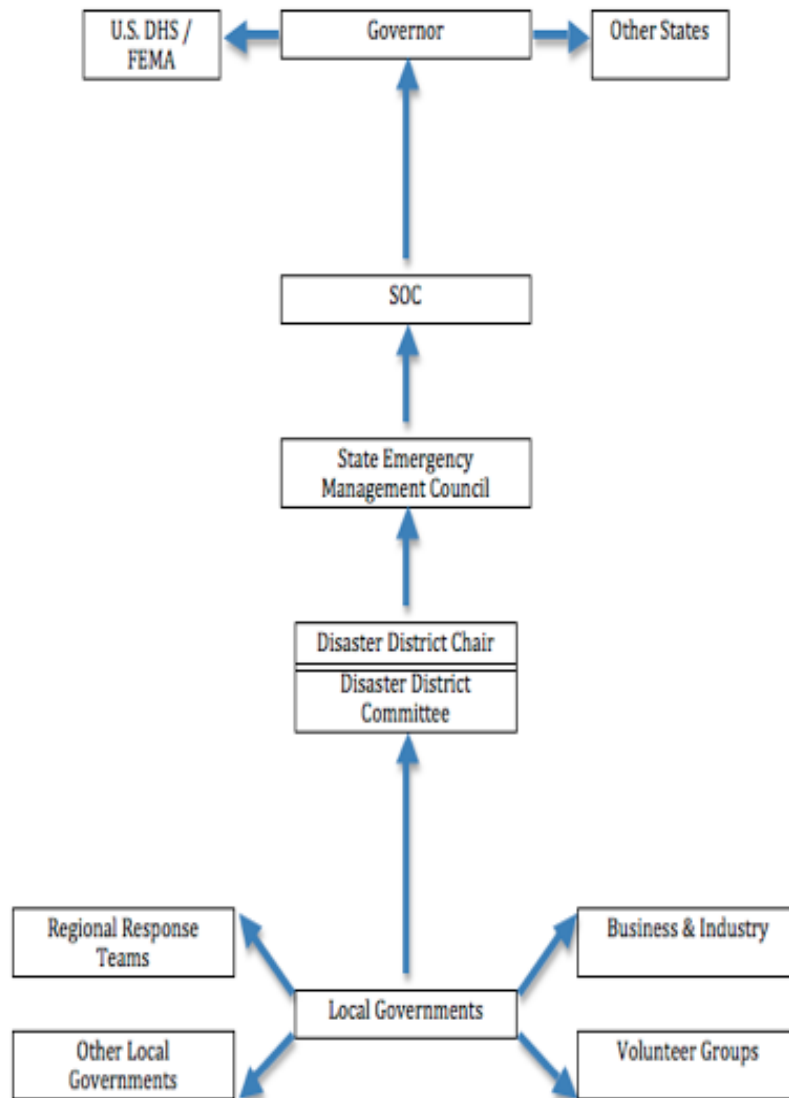 U.S. DHS /
FEMA
Governor
Other States
SOC
State Emergency
Management Council
Disaster District Chair
Disaster District
Committee
Regional Response
Teams
Business & Industry
Local Governments
Other Local
Governments
Volunteer Groups